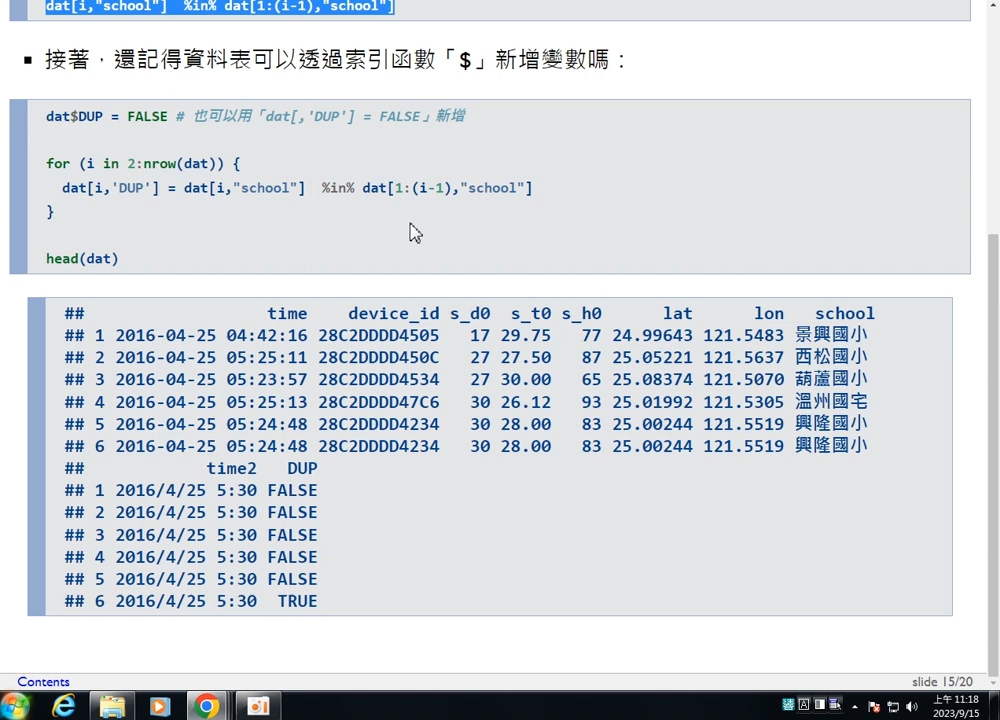 dat[i,"school"]  %in% dat[1:(i-1),"school"]
▪ 接著，還記得資料表可以透過索引函數「$」新增變數嗎：
dat$DUP = FALSE # 也可以用「dat[,'DUP'] = FALSE」新增
for (i in 2:nrow(dat)) {
  dat[i,'DUP'] = dat[i,"school"]  %in% dat[1:(i-1),"school"]
}
head(dat)
##                  time    device_id s_d0  s_t0 s_h0      lat      lon   school
## 1 2016-04-25 04:42:16 28C2DDDD4505   17 29.75   77 24.99643 121.5483 景興國小
## 2 2016-04-25 05:25:11 28C2DDDD450C   27 27.50   87 25.05221 121.5637 西松國小
## 3 2016-04-25 05:23:57 28C2DDDD4534   27 30.00   65 25.08374 121.5070 葫蘆國小
## 4 2016-04-25 05:25:13 28C2DDDD47C6   30 26.12   93 25.01992 121.5305 溫州國宅
## 5 2016-04-25 05:24:48 28C2DDDD4234   30 28.00   83 25.00244 121.5519 興隆國小
## 6 2016-04-25 05:24:48 28C2DDDD4234   30 28.00   83 25.00244 121.5519 興隆國小
##            time2   DUP
## 1 2016/4/25 5:30 FALSE
## 2 2016/4/25 5:30 FALSE
## 3 2016/4/25 5:30 FALSE
## 4 2016/4/25 5:30 FALSE
## 5 2016/4/25 5:30 FALSE
## 6 2016/4/25 5:30  TRUE
Contents
slide 15/20
上午 11:18
2023/9/15